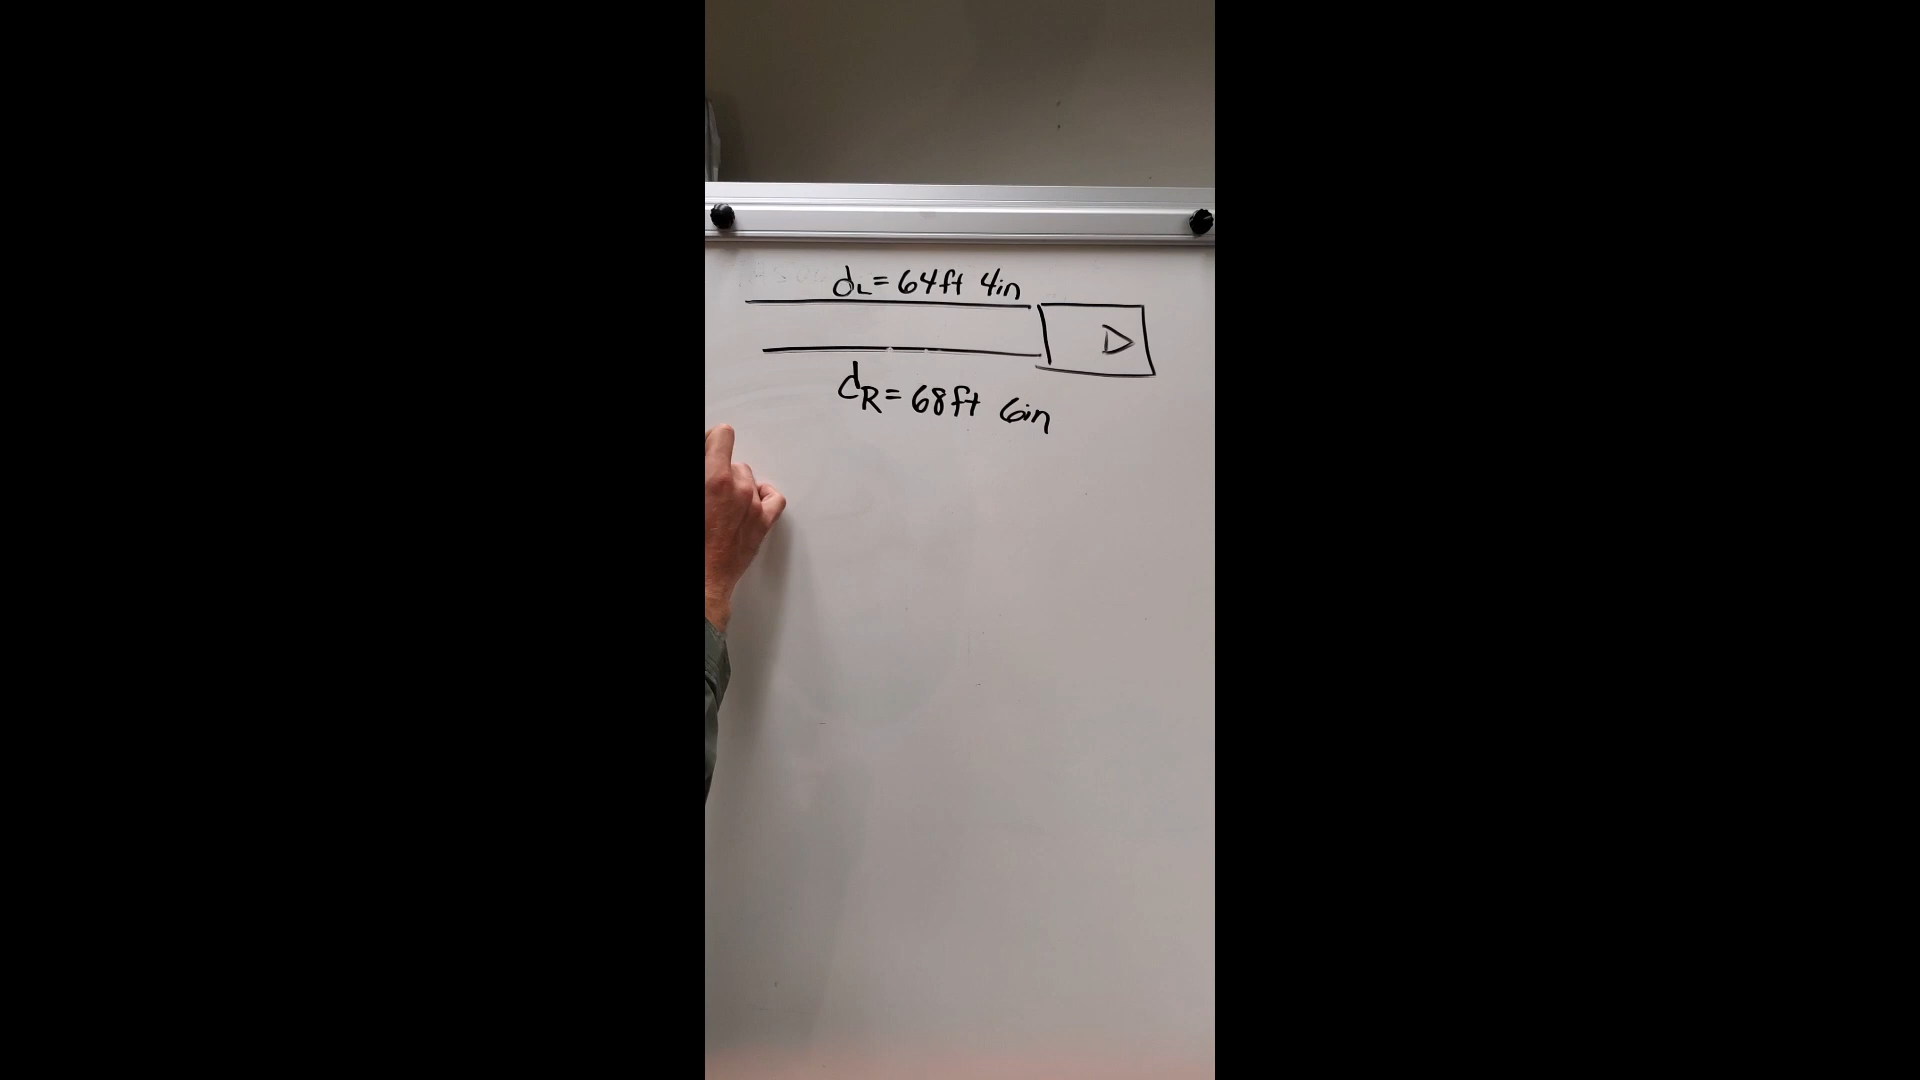 dL = 64ft 4in
dR = 68ft 6in